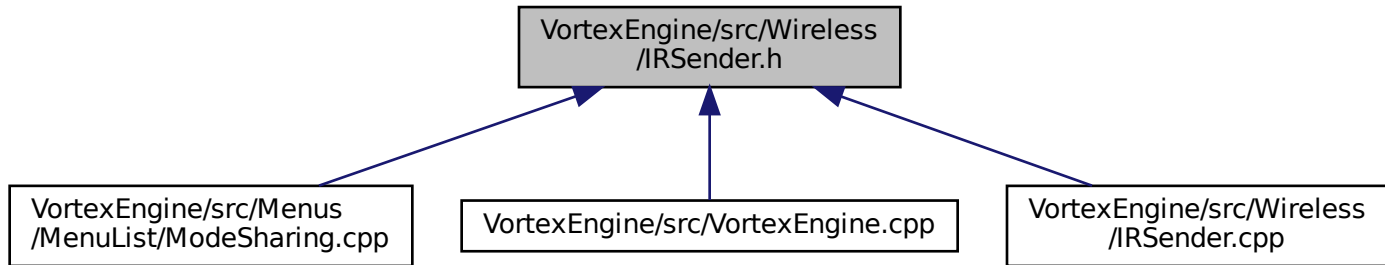 VortexEngine/src/Wireless
/IRSender.h
VortexEngine/src/Menus
/MenuList/ModeSharing.cpp
VortexEngine/src/VortexEngine.cpp
VortexEngine/src/Wireless
/IRSender.cpp